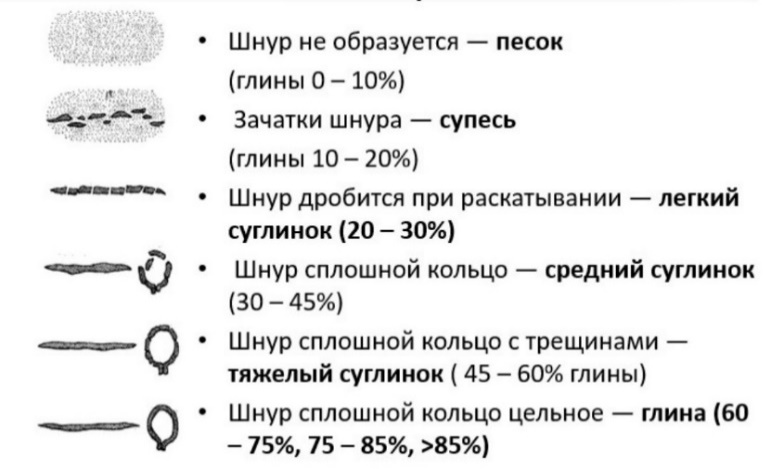 • Шнур не образуется — песок
(глины 0 – 10%)
• Зачатки шнура — супесь
(глины 10 – 20%)
• Шнур дробится при раскатывании — легкий
суглинок (20 – 30%)
• Шнур сплошной кольцо — средний суглинок
(30 – 45%)
• Шнур сплошной кольцо с трещинами —
тяжелый суглинок ( 45 – 60% глины)
• Шнур сплошной кольцо цельное — глина (60
– 75%, 75 – 85%, >85%)